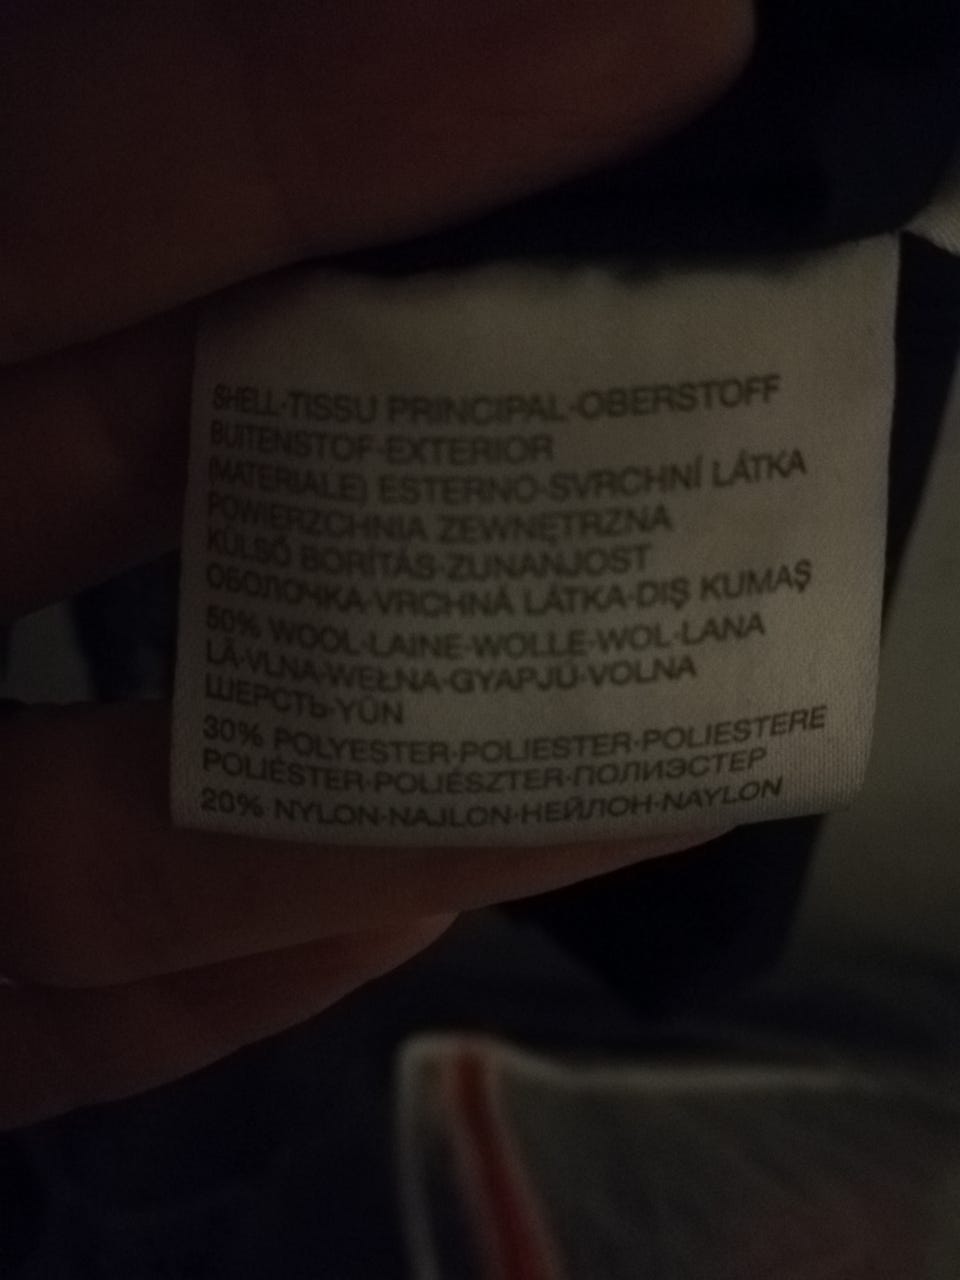 SHELL·TISSU PRINCIPAL·OBERSTOFF
BUITENSTOF·EXTERIOR
(MATERIALE) ESTERNO·SVRCHNÍ LÁTKA
POWIERZCHNIA ZEWNĘTRZNA
KÜLSŐ BORÍTÁS·ZUNANJOST
ОБОЛОЧКА·VRCHNÁ LÁTKA·DIŞ KUMAŞ
50% WOOL·LAINE·WOLLE·WOL·LANA
LÃ·VLNA·WEŁNA·GYAPJÚ·VOLNA
ШЕРСТЬ·YÜN
30% POLYESTER·POLIESTER·POLIESTERE
POLIÉSTER·POLIÉSZTER·ПОЛИЭСТЕР
20% NYLON·NAJLON·НЕЙЛОН·NAYLON